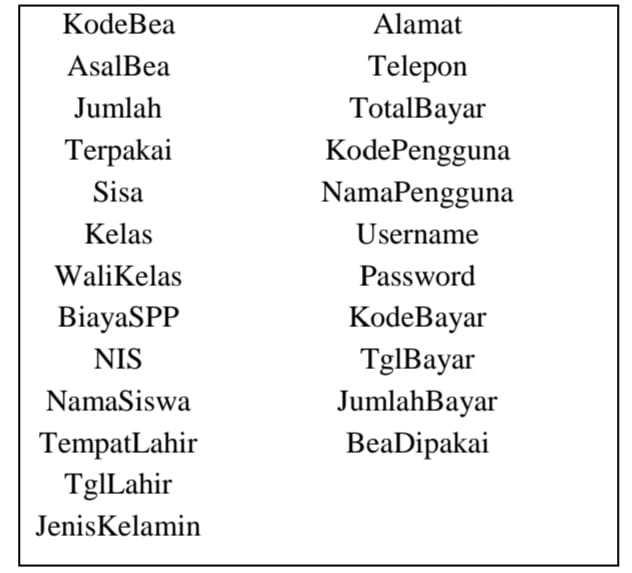 KodeBea
AsalBea
Jumlah
Terpakai
Sisa
Kelas
WaliKelas
BiayaSPP
NIS
NamaSiswa
TempatLahir
TglLahir
JenisKelamin
Alamat
Telepon
TotalBayar
KodePengguna
NamaPengguna
Username
Password
KodeBayar
TglBayar
JumlahBayar
BeaDipakai